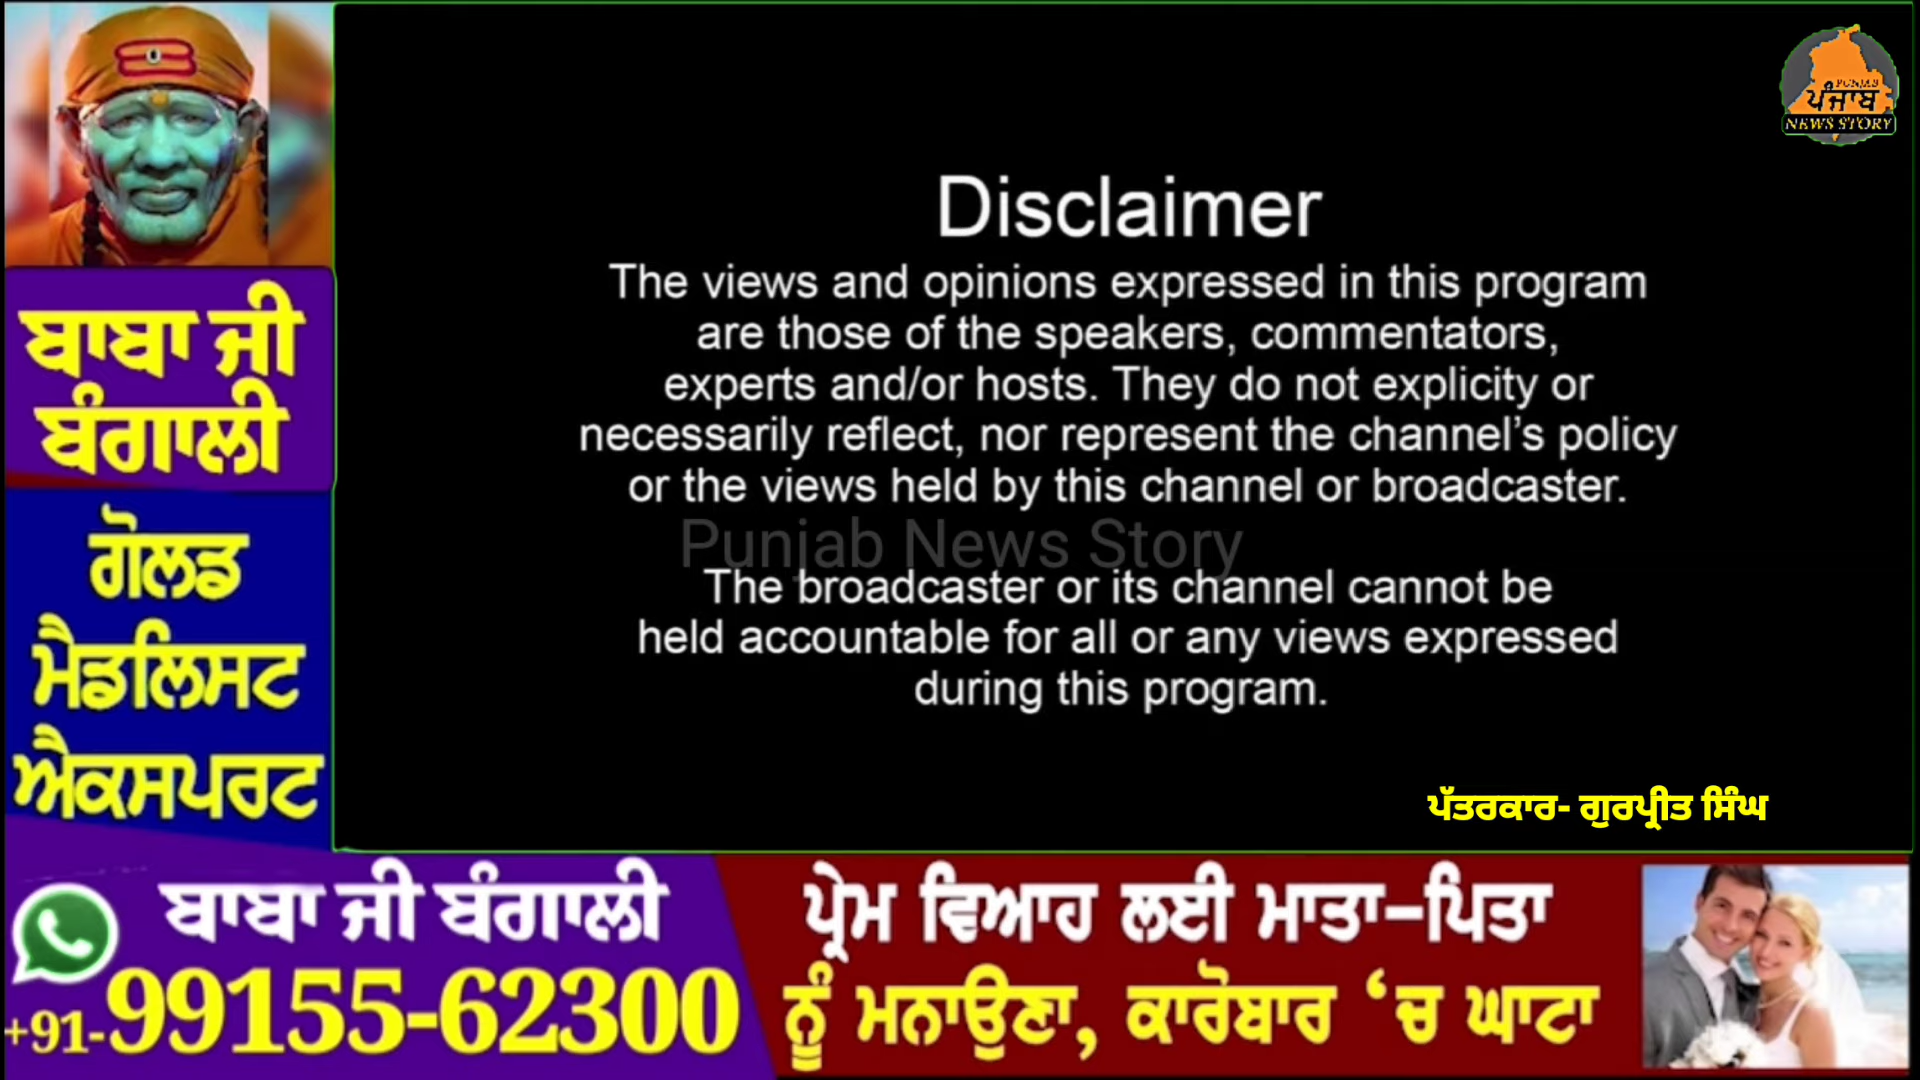 PUNJAB
ਪੰਜਾਬ
NEWS STORY
Disclaimer
The views and opinions expressed in this program
are those of the speakers, commentators,
experts and/or hosts. They do not explicity or
necessarily reflect, nor represent the channel’s policy
or the views held by this channel or broadcaster.
Punjab News Story
The broadcaster or its channel cannot be
held accountable for all or any views expressed
during this program.
ਪੱਤਰਕਾਰ- ਗੁਰਪ੍ਰੀਤ ਸਿੰਘ
ਬਾਬਾ ਜੀ
ਬੰਗਾਲੀ
ਗੋਲਡ
ਮੈਡਲਿਸਟ
ਐਕਸਪਰਟ
ਬਾਬਾ ਜੀ ਬੰਗਾਲੀ
+91-99155-62300
ਪ੍ਰੇਮ ਵਿਆਹ ਲਈ ਮਾਤਾ-ਪਿਤਾ
ਨੂੰ ਮਨਾਉਣਾ, ਕਾਰੋਬਾਰ ‘ਚ ਘਾਟਾ